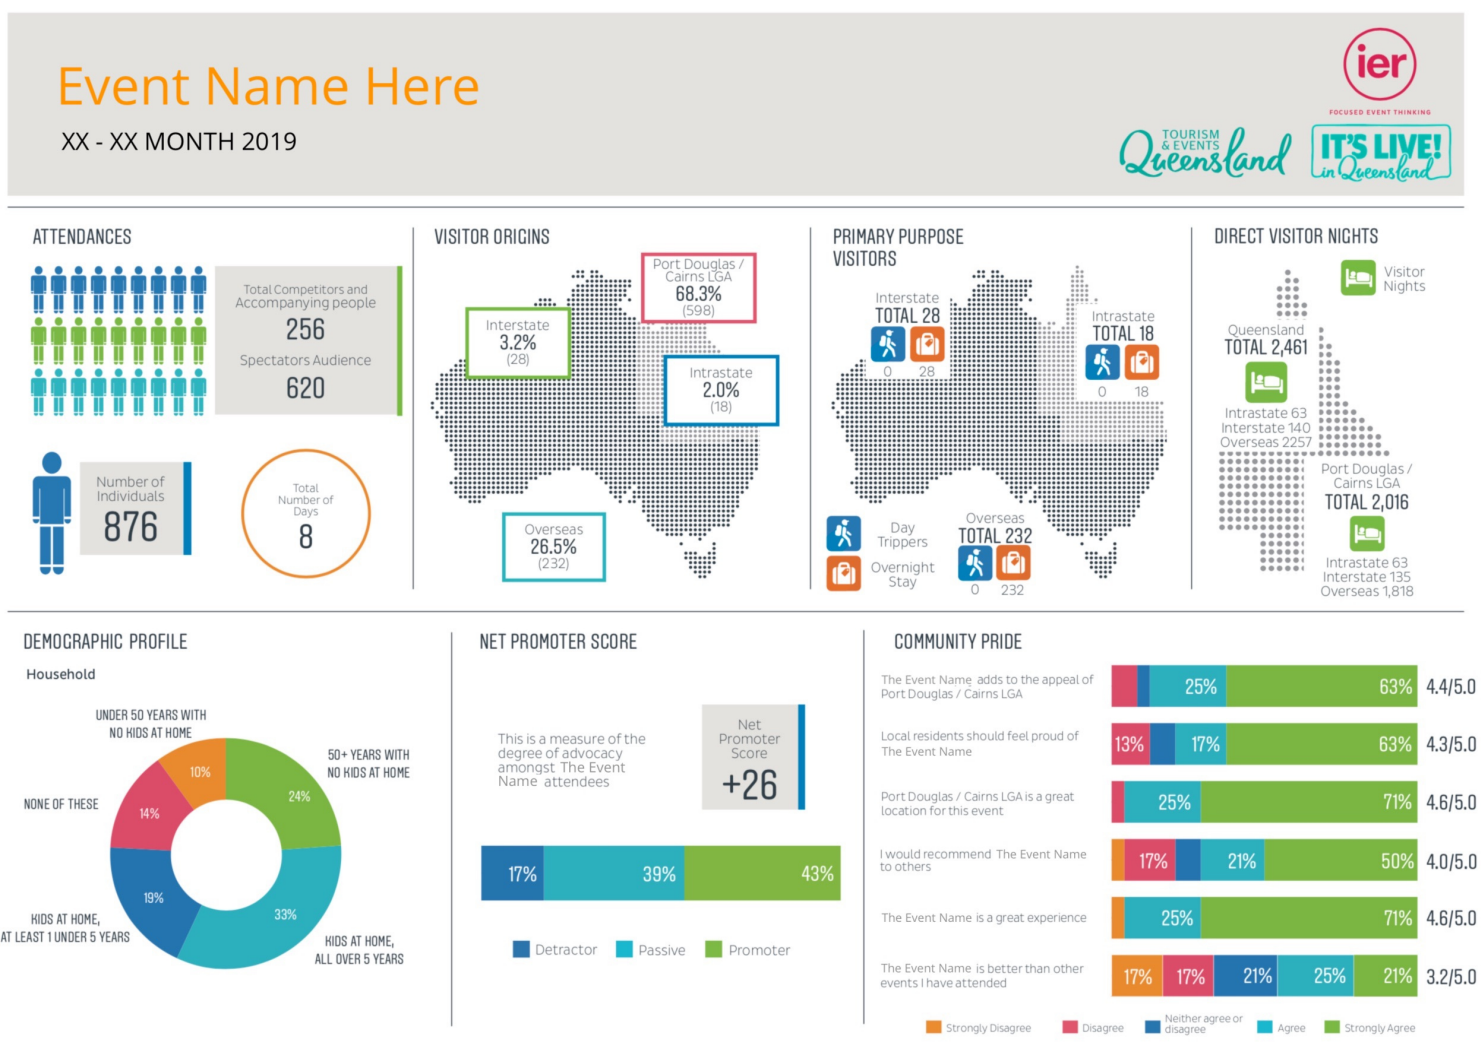 Event Name Here
XX - XX MONTH 2019
ier
FOCUSED EVENT THINKING
TOURISM
& EVENTS
Queensland
IT'S LIVE!
in Queensland
ATTENDANCES
Total Competitors and
Accompanying people
256
Spectators Audience
620
Number of
Individuals
876
Total
Number of
Days
8
VISITOR ORIGINS
Port Douglas /
Cairns LGA
68.3%
(598)
Interstate
3.2%
(28)
Intrastate
2.0%
(18)
Overseas
26.5%
(232)
PRIMARY PURPOSE
VISITORS
Interstate
TOTAL 28
0 28
Intrastate
TOTAL 18
0 18
Day
Trippers
Overnight
Stay
Overseas
TOTAL 232
0 232
DIRECT VISITOR NIGHTS
Visitor
Nights
Queensland
TOTAL 2,461
Intrastate 63
Interstate 140
Overseas 2257
Port Douglas /
Cairns LGA
TOTAL 2,016
Intrastate 63
Interstate 135
Overseas 1,818
DEMOGRAPHIC PROFILE
Household
UNDER 50 YEARS WITH
NO KIDS AT HOME
10%
50+ YEARS WITH
NO KIDS AT HOME
24%
NONE OF THESE
14%
19%
KIDS AT HOME,
AT LEAST 1 UNDER 5 YEARS
33%
KIDS AT HOME,
ALL OVER 5 YEARS
NET PROMOTER SCORE
This is a measure of the
degree of advocacy
amongst The Event
Name attendees
Net
Promoter
Score
+26
17% 39% 43%
Detractor Passive Promoter
COMMUNITY PRIDE
The Event Name adds to the appeal of
Port Douglas / Cairns LGA
25% 63% 4.4/5.0
Local residents should feel proud of
The Event Name
13% 17% 63% 4.3/5.0
Port Douglas / Cairns LGA is a great
location for this event
25% 71% 4.6/5.0
I would recommend The Event Name
to others
17% 21% 50% 4.0/5.0
The Event Name is a great experience
25% 71% 4.6/5.0
The Event Name is better than other
events I have attended
17% 17% 21% 25% 21% 3.2/5.0
Strongly Disagree
Disagree
Neither agree or
disagree
Agree
Strongly Agree